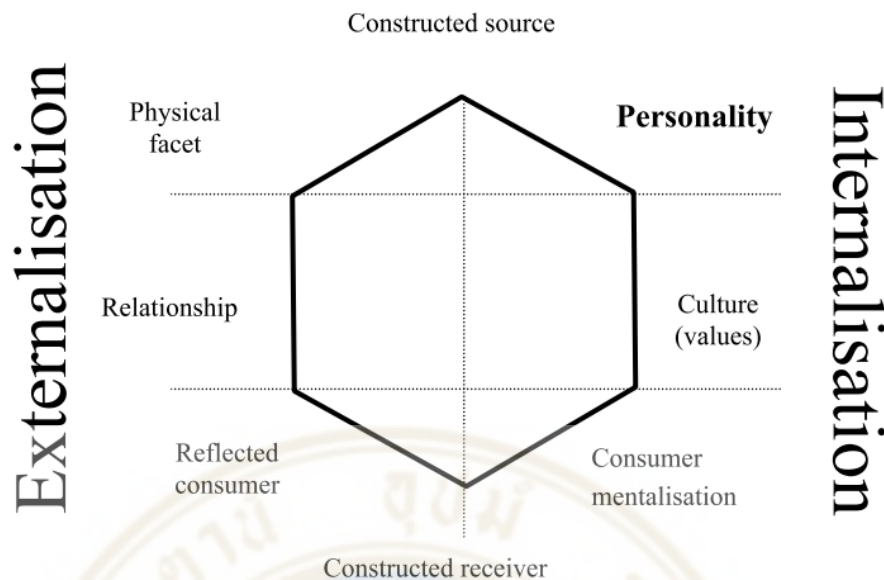 Constructed source
Externalisation
Physical
facet
Personality
Internalisation
Relationship
Culture
(values)
Reflected
consumer
Consumer
mentalisation
Constructed receiver